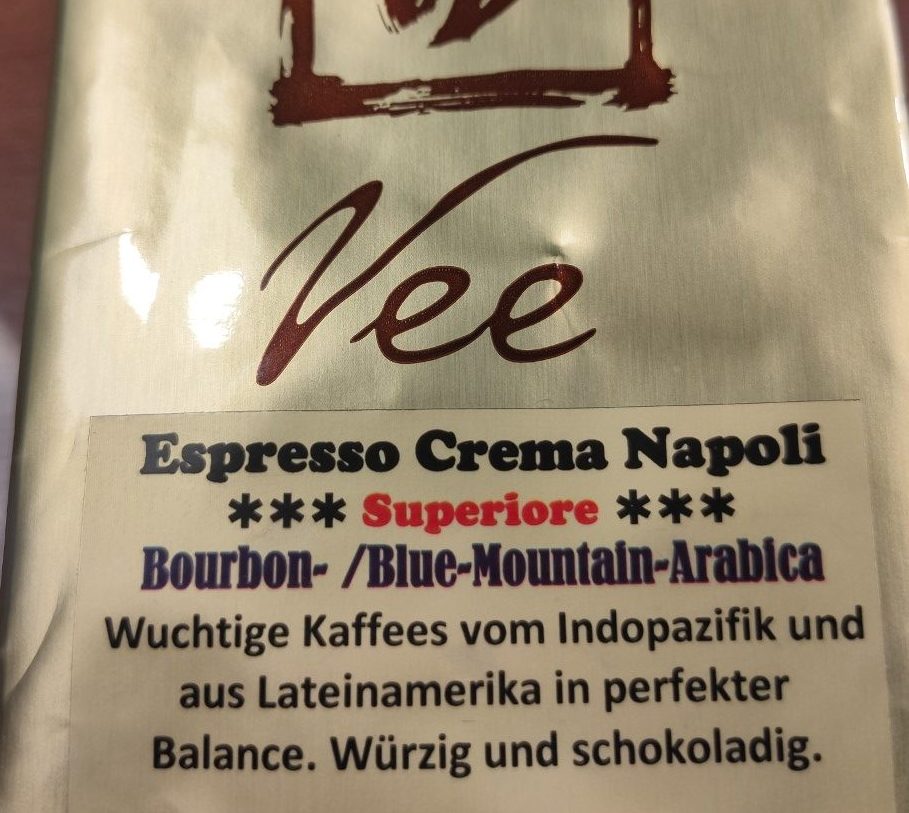 Vee
Espresso Crema Napoli
*** Superiore ***
Bourbon- /Blue-Mountain-Arabica
Wuchtige Kaffees vom Indopazifik und
aus Lateinamerika in perfekter
Balance. Würzig und schokoladig.